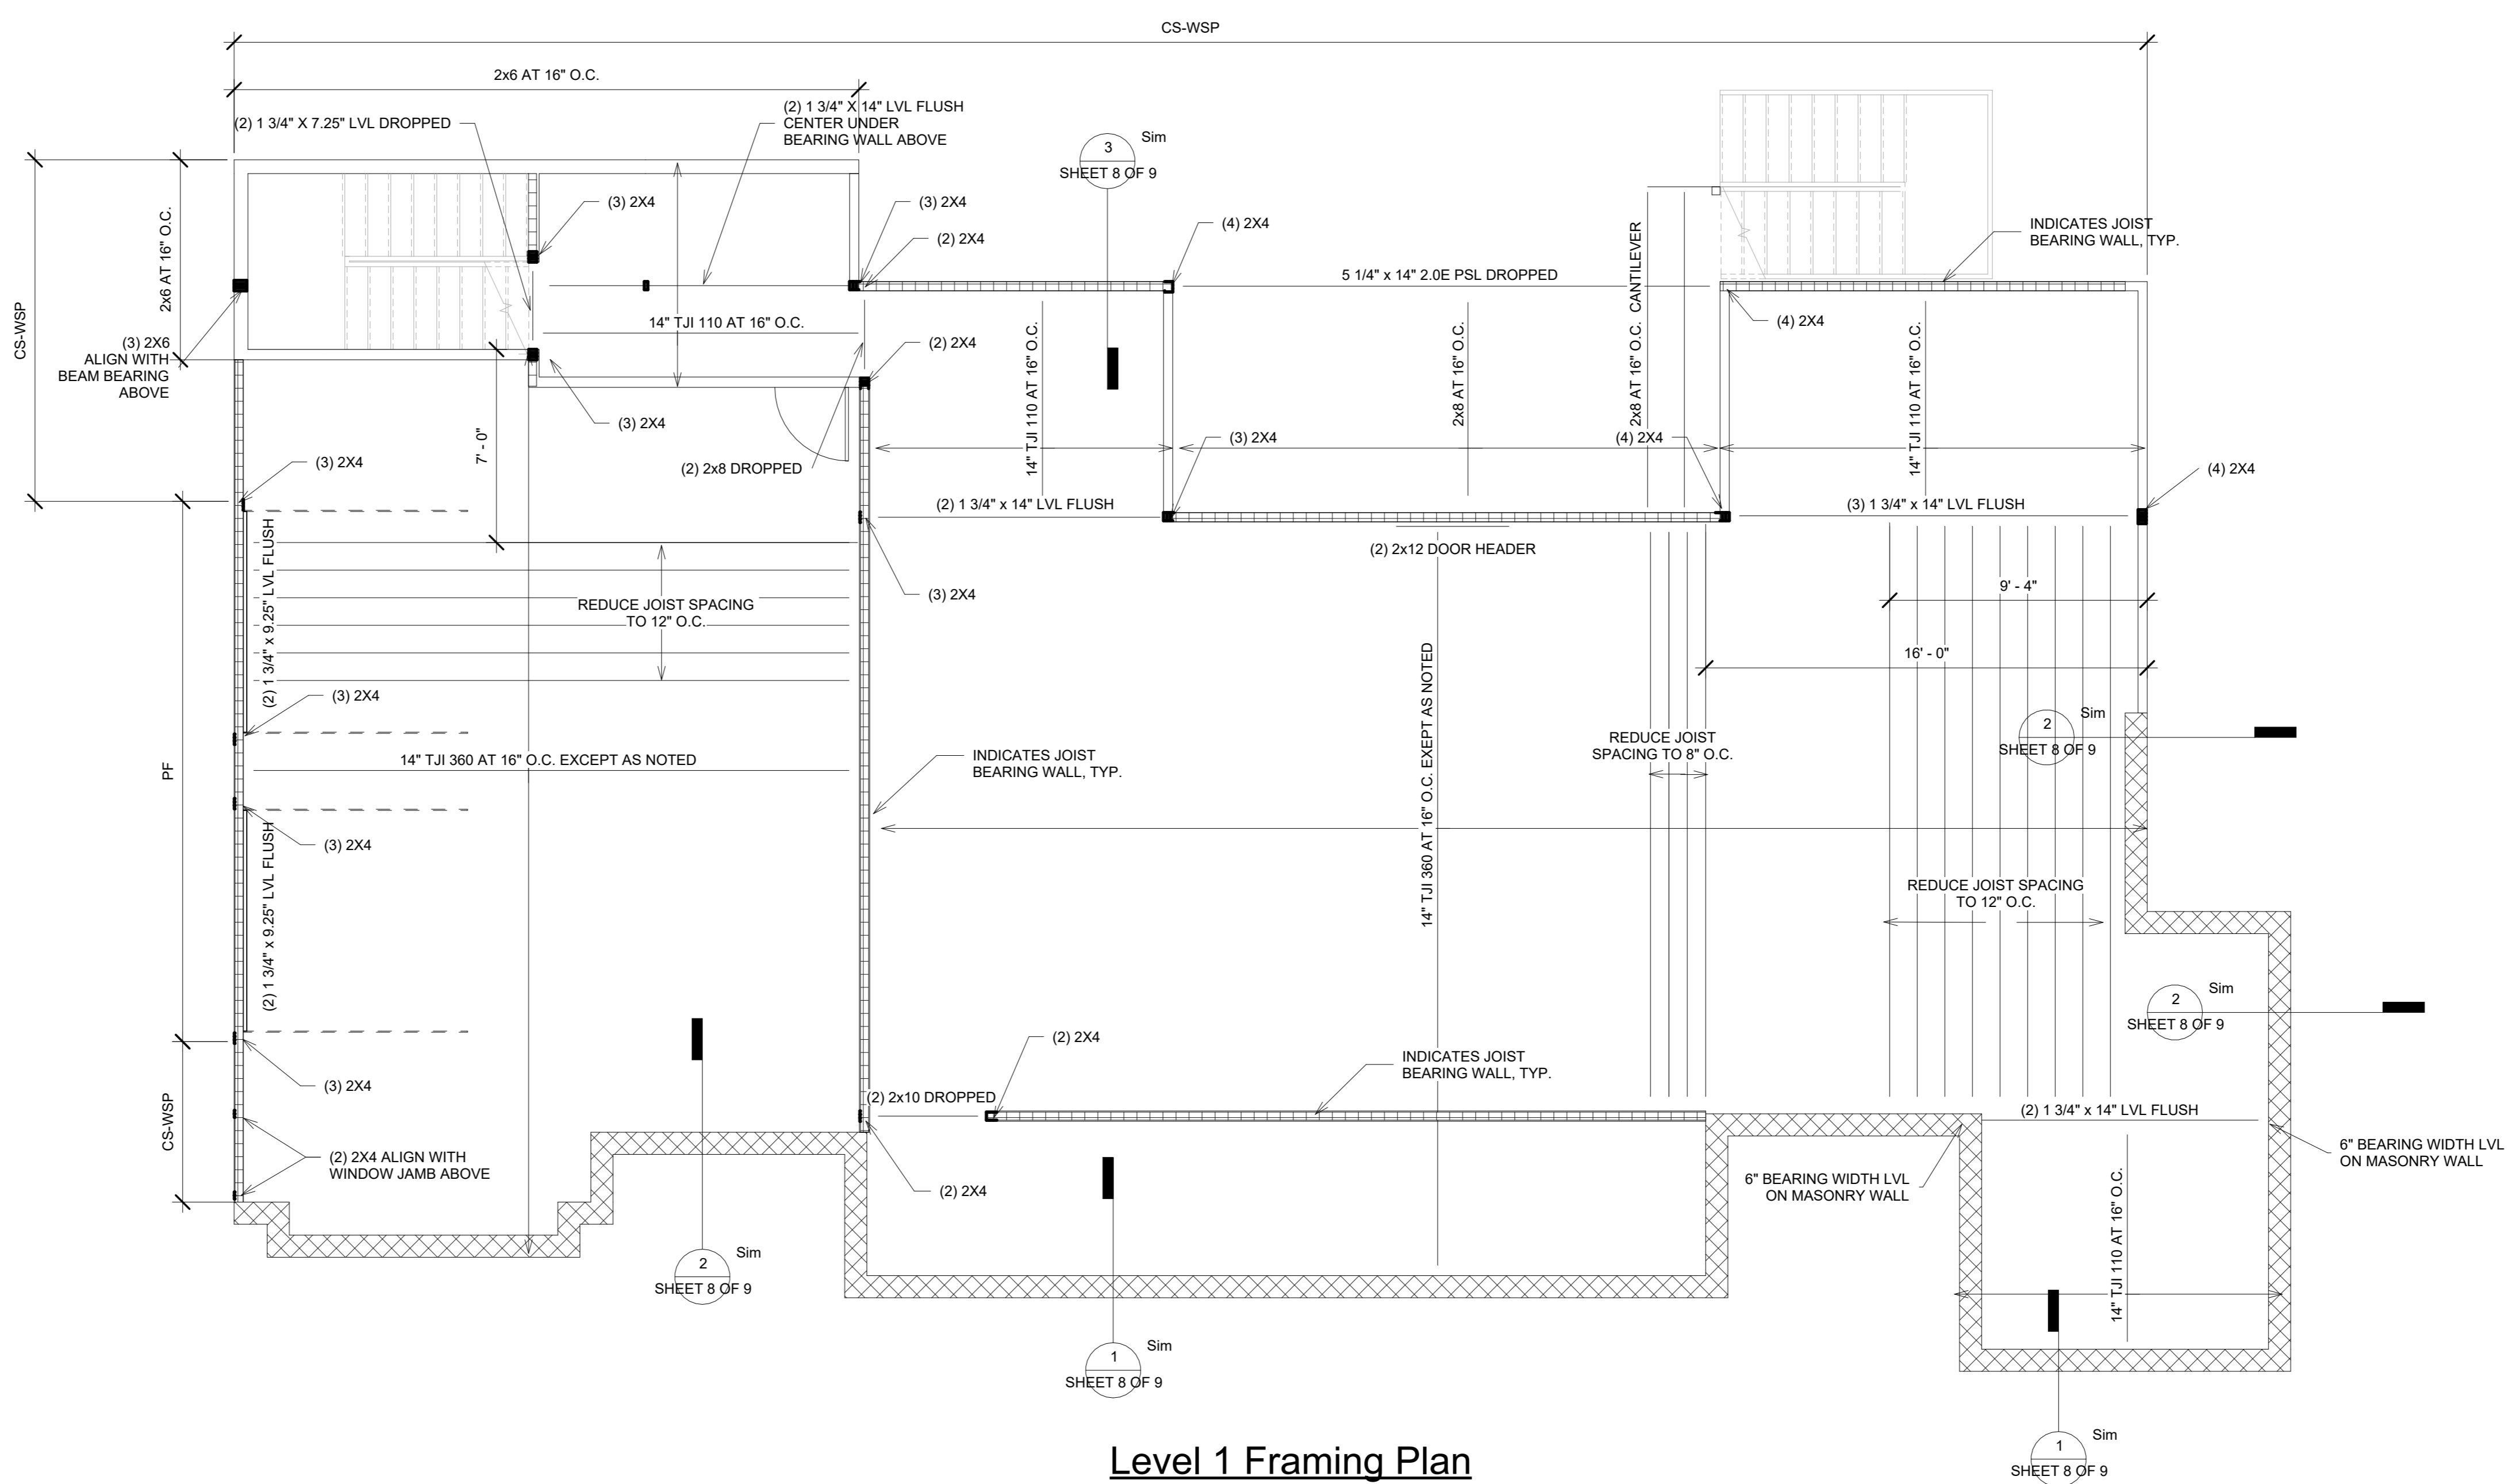 CS-WSP
2x6 AT 16" O.C.
(2) 1 3/4" X 7.25" LVL DROPPED
(2) 1 3/4" X 14" LVL FLUSH
CENTER UNDER
BEARING WALL ABOVE
3
Sim
SHEET 8 OF 9
CS-WSP
2x6 AT 16" O.C.
(3) 2X4
(3) 2X4
(2) 2X4
(4) 2X4
INDICATES JOIST
BEARING WALL, TYP.
5 1/4" x 14" 2.0E PSL DROPPED
2x8 AT 16" O.C. CANTILEVER
14" TJI 110 AT 16" O.C.
(4) 2X4
(3) 2X6
ALIGN WITH
BEAM BEARING
ABOVE
(2) 2X4
14" TJI 110 AT 16" O.C.
2x8 AT 16" O.C.
14" TJI 110 AT 16" O.C.
(3) 2X4
7' - 0"
(3) 2X4
(2) 2x8 DROPPED
(3) 2X4
(4) 2X4
(4) 2X4
(2) 1 3/4" x 14" LVL FLUSH
(3) 1 3/4" x 14" LVL FLUSH
(2) 2x12 DOOR HEADER
(2) 1 3/4" x 9.25" LVL FLUSH
REDUCE JOIST SPACING
TO 12" O.C.
(3) 2X4
9' - 4"
16' - 0"
(3) 2X4
PF
14" TJI 360 AT 16" O.C. EXCEPT AS NOTED
INDICATES JOIST
BEARING WALL, TYP.
14" TJI 360 AT 16" O.C. EXEPT AS NOTED
REDUCE JOIST
SPACING TO 8" O.C.
2
Sim
SHEET 8 OF 9
(3) 2X4
(2) 1 3/4" x 9.25" LVL FLUSH
REDUCE JOIST SPACING
TO 12" O.C.
2
Sim
SHEET 8 OF 9
(3) 2X4
CS-WSP
(2) 2X4
INDICATES JOIST
BEARING WALL, TYP.
(2) 2x10 DROPPED
(2) 1 3/4" x 14" LVL FLUSH
(2) 2X4 ALIGN WITH
WINDOW JAMB ABOVE
(2) 2X4
6" BEARING WIDTH LVL
ON MASONRY WALL
6" BEARING WIDTH LVL
ON MASONRY WALL
14" TJI 110 AT 16" O.C.
2
Sim
SHEET 8 OF 9
1
Sim
SHEET 8 OF 9
1
Sim
SHEET 8 OF 9
Level 1 Framing Plan